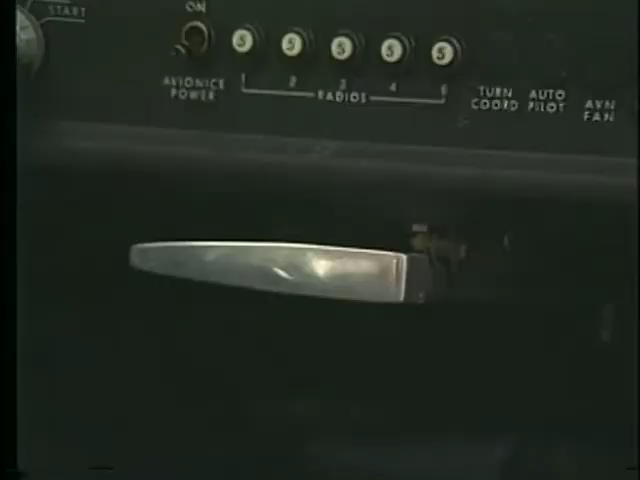 START
ON
5 5 5 5 5
AVIONICS
POWER
1 2 3 4 5
RADIOS
TURN
COORD
AUTO
PILOT
AVN
FAN